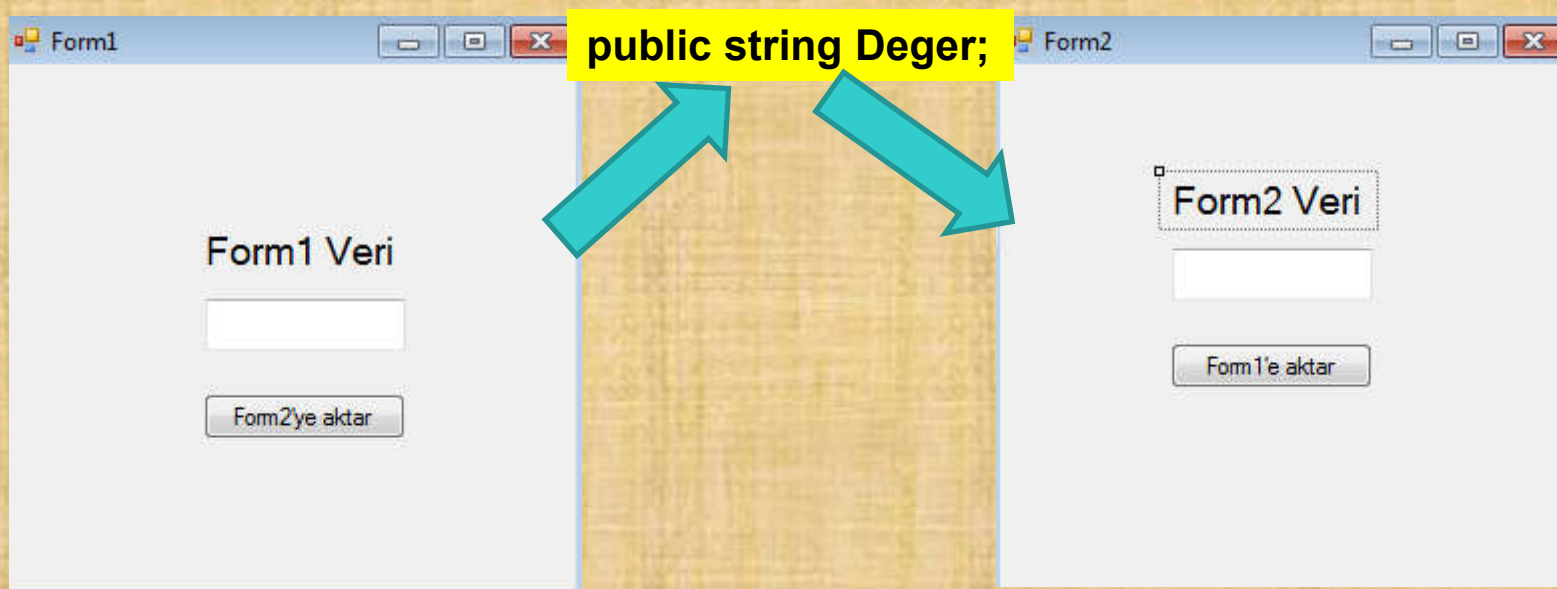 Form1
public string Deger;
Form2
Form1 Veri
Form2'ye aktar
Form2 Veri
Form1'e aktar